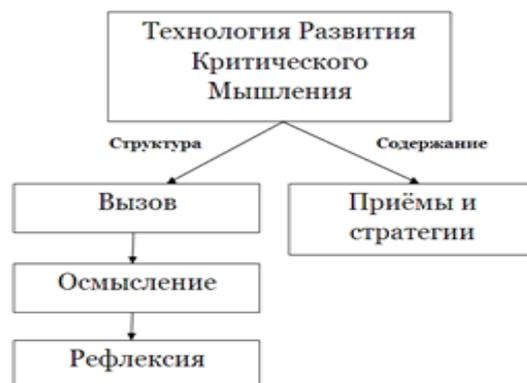 Технология Развития
Критического
Мышления
Структура
Содержание
Вызов
Приёмы и
стратегии
Осмысление
Рефлексия